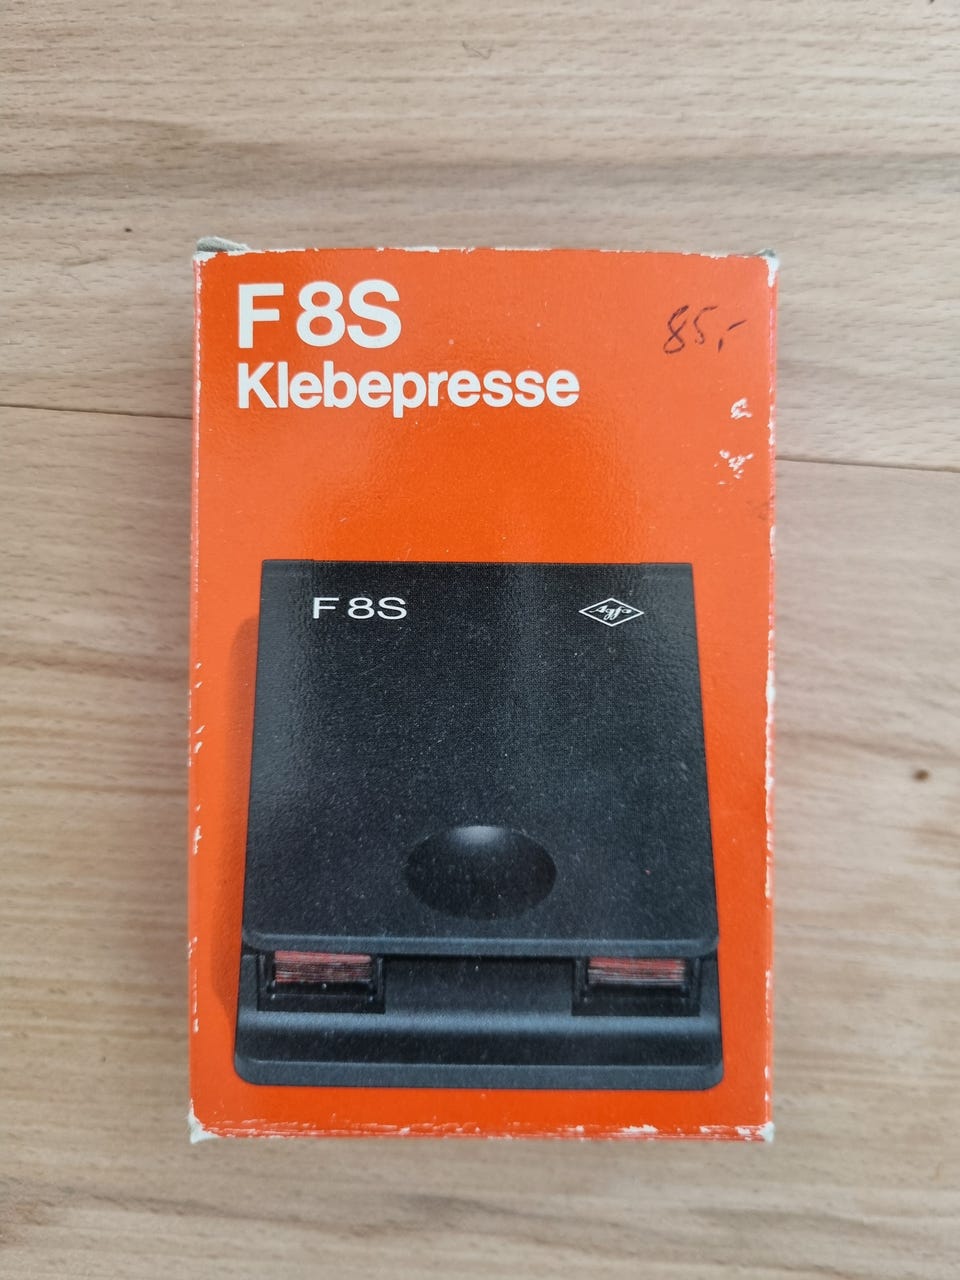 F 8S
85,-
Klebepresse
F 8S
Agfa